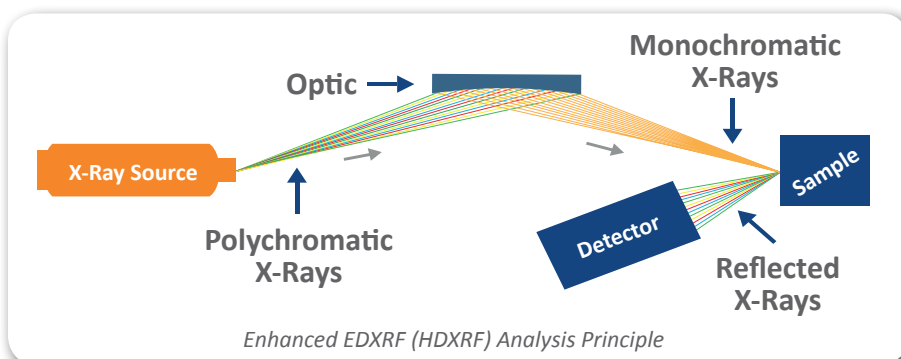 Monochromatic
X-Rays
Optic
X-Ray Source
Sample
Detector
Polychromatic
X-Rays
Reflected
X-Rays
Enhanced EDXRF (HDXRF) Analysis Principle